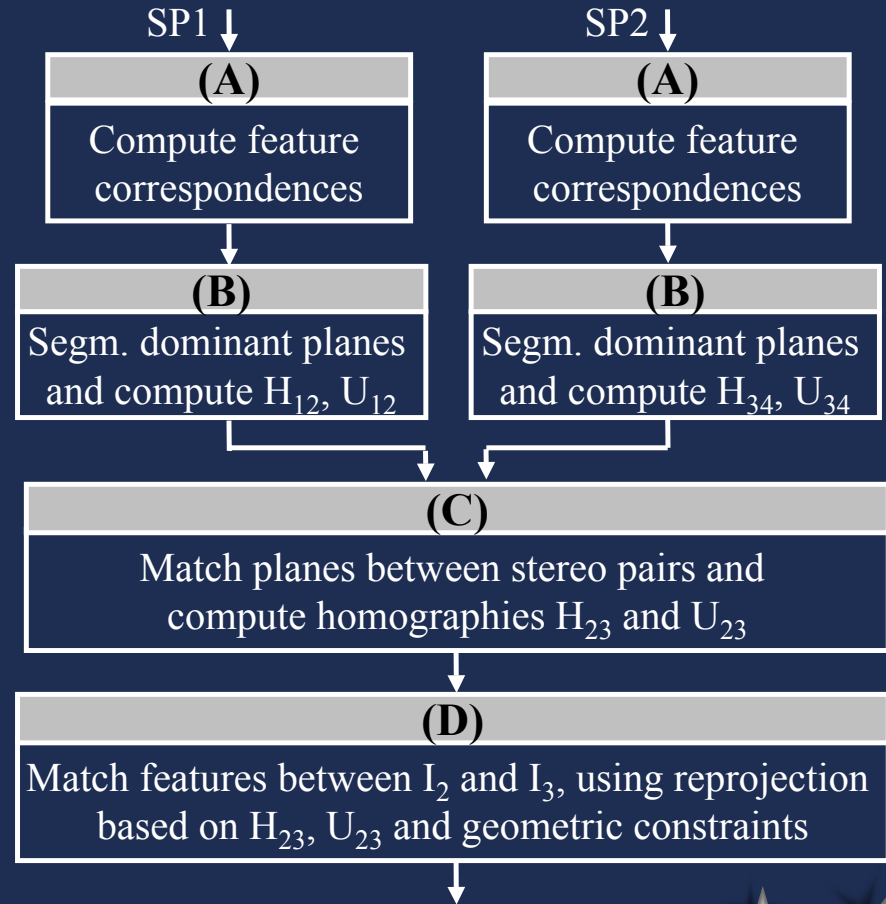 SP1
SP2
(A)
Compute feature
correspondences
(A)
Compute feature
correspondences
(B)
Segm. dominant planes
and compute H₁₂, U₁₂
(B)
Segm. dominant planes
and compute H₃₄, U₃₄
(C)
Match planes between stereo pairs and
compute homographies H₂₃ and U₂₃
(D)
Match features between I₂ and I₃, using reprojection
based on H₂₃, U₂₃ and geometric constraints